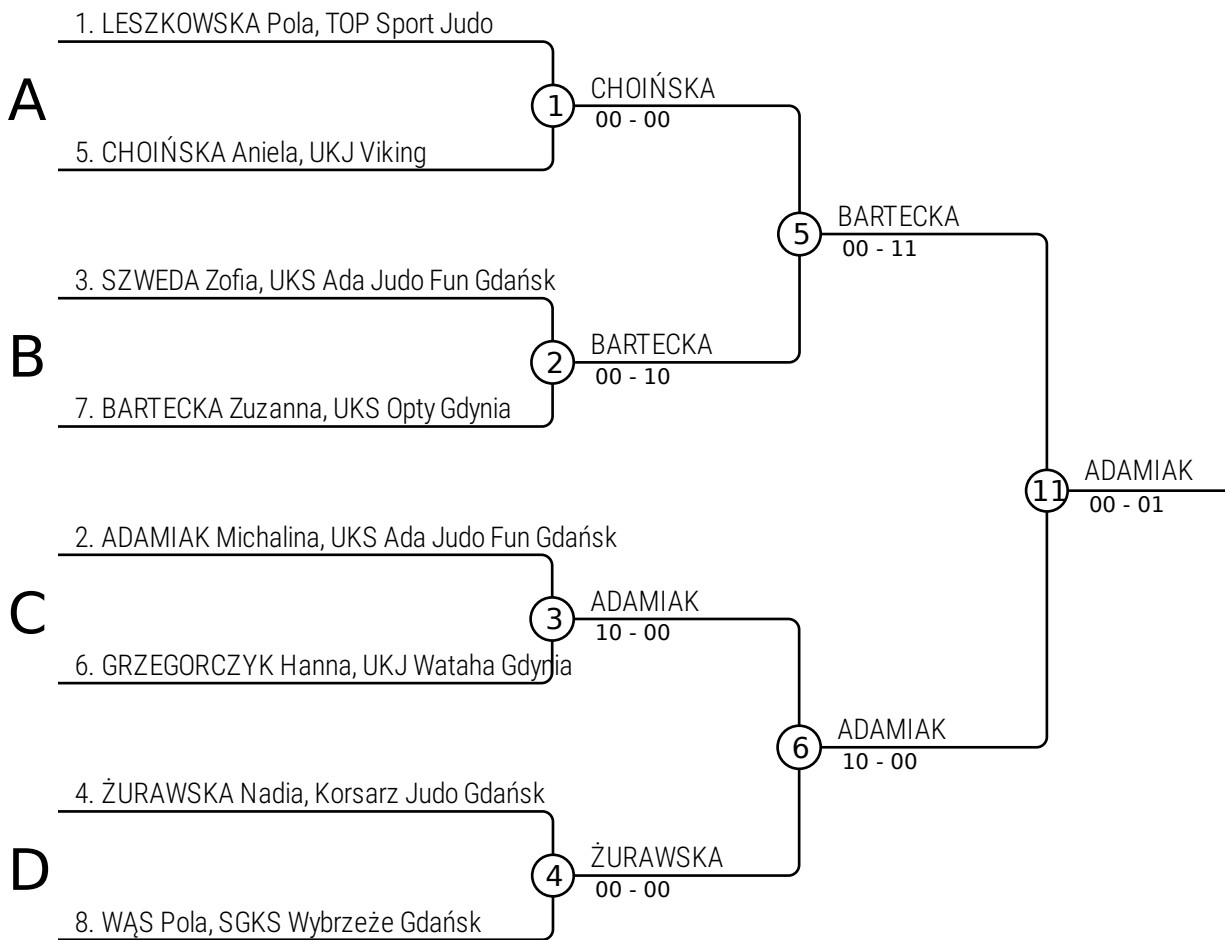 1. LESZKOWSKA Pola, TOP Sport Judo
A
1
CHOIŃSKA
00 - 00
5. CHOIŃSKA Aniela, UKJ Viking
5
BARTECKA
00 - 11
3. SZWEDA Zofia, UKS Ada Judo Fun Gdańsk
B
2
BARTECKA
00 - 10
7. BARTECKA Zuzanna, UKS Opty Gdynia
11
ADAMIAK
00 - 01
2. ADAMIAK Michalina, UKS Ada Judo Fun Gdańsk
C
3
ADAMIAK
10 - 00
6. GRZEGORCZYK Hanna, UKJ Wataha Gdynia
6
ADAMIAK
10 - 00
4. ŻURAWSKA Nadia, Korsarz Judo Gdańsk
D
4
ŻURAWSKA
00 - 00
8. WĄS Pola, SGKS Wybrzeże Gdańsk